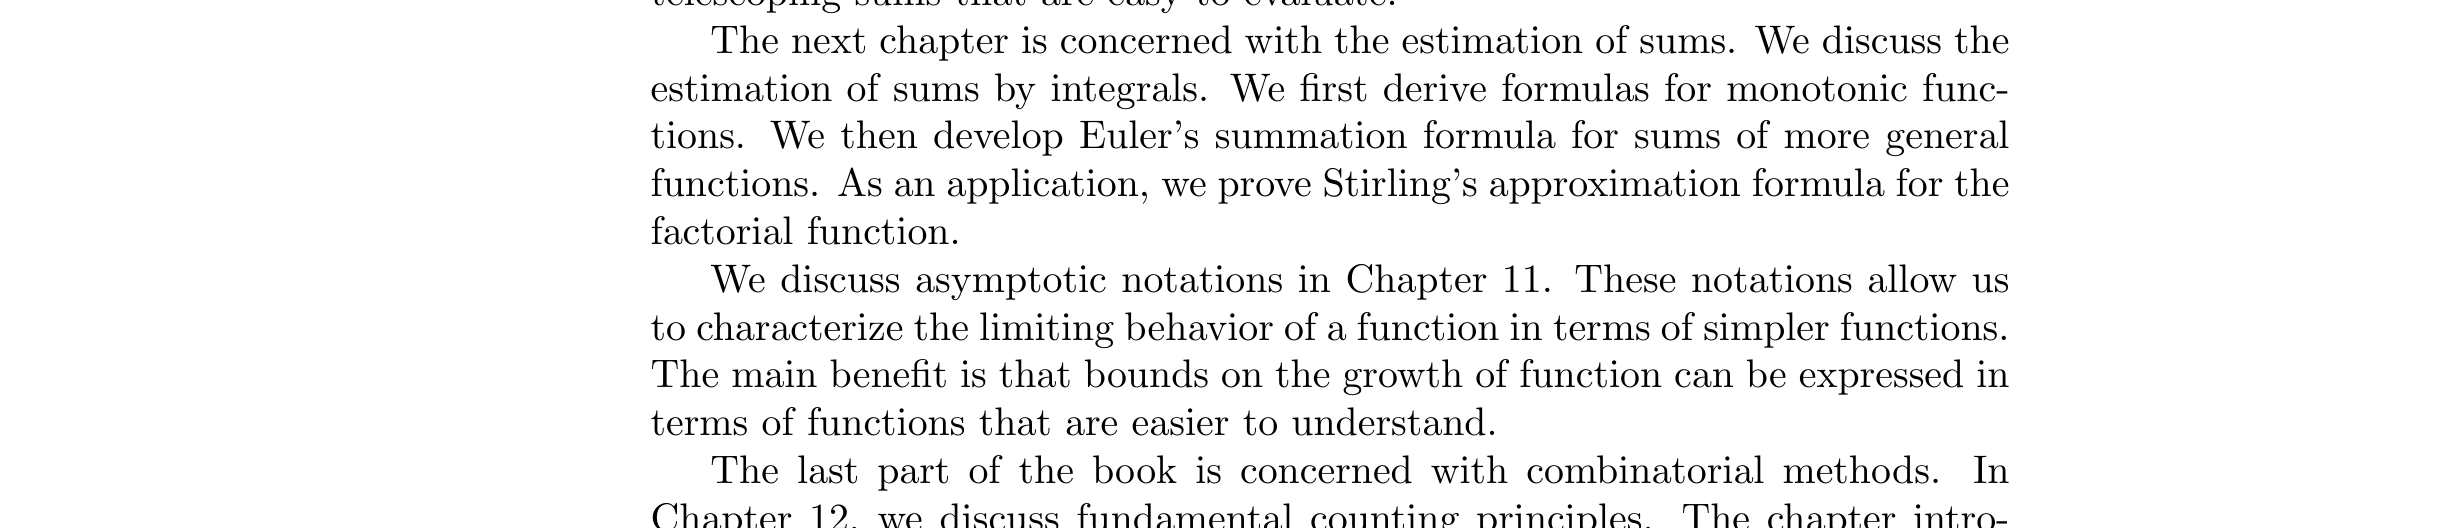 telescoping sums that are easy to evaluate.
The next chapter is concerned with the estimation of sums. We discuss the
estimation of sums by integrals. We first derive formulas for monotonic func-
tions. We then develop Euler's summation formula for sums of more general
functions. As an application, we prove Stirling's approximation formula for the
factorial function.
We discuss asymptotic notations in Chapter 11. These notations allow us
to characterize the limiting behavior of a function in terms of simpler functions.
The main benefit is that bounds on the growth of function can be expressed in
terms of functions that are easier to understand.
The last part of the book is concerned with combinatorial methods. In
Chapter 12, we discuss fundamental counting principles. The chapter intro-